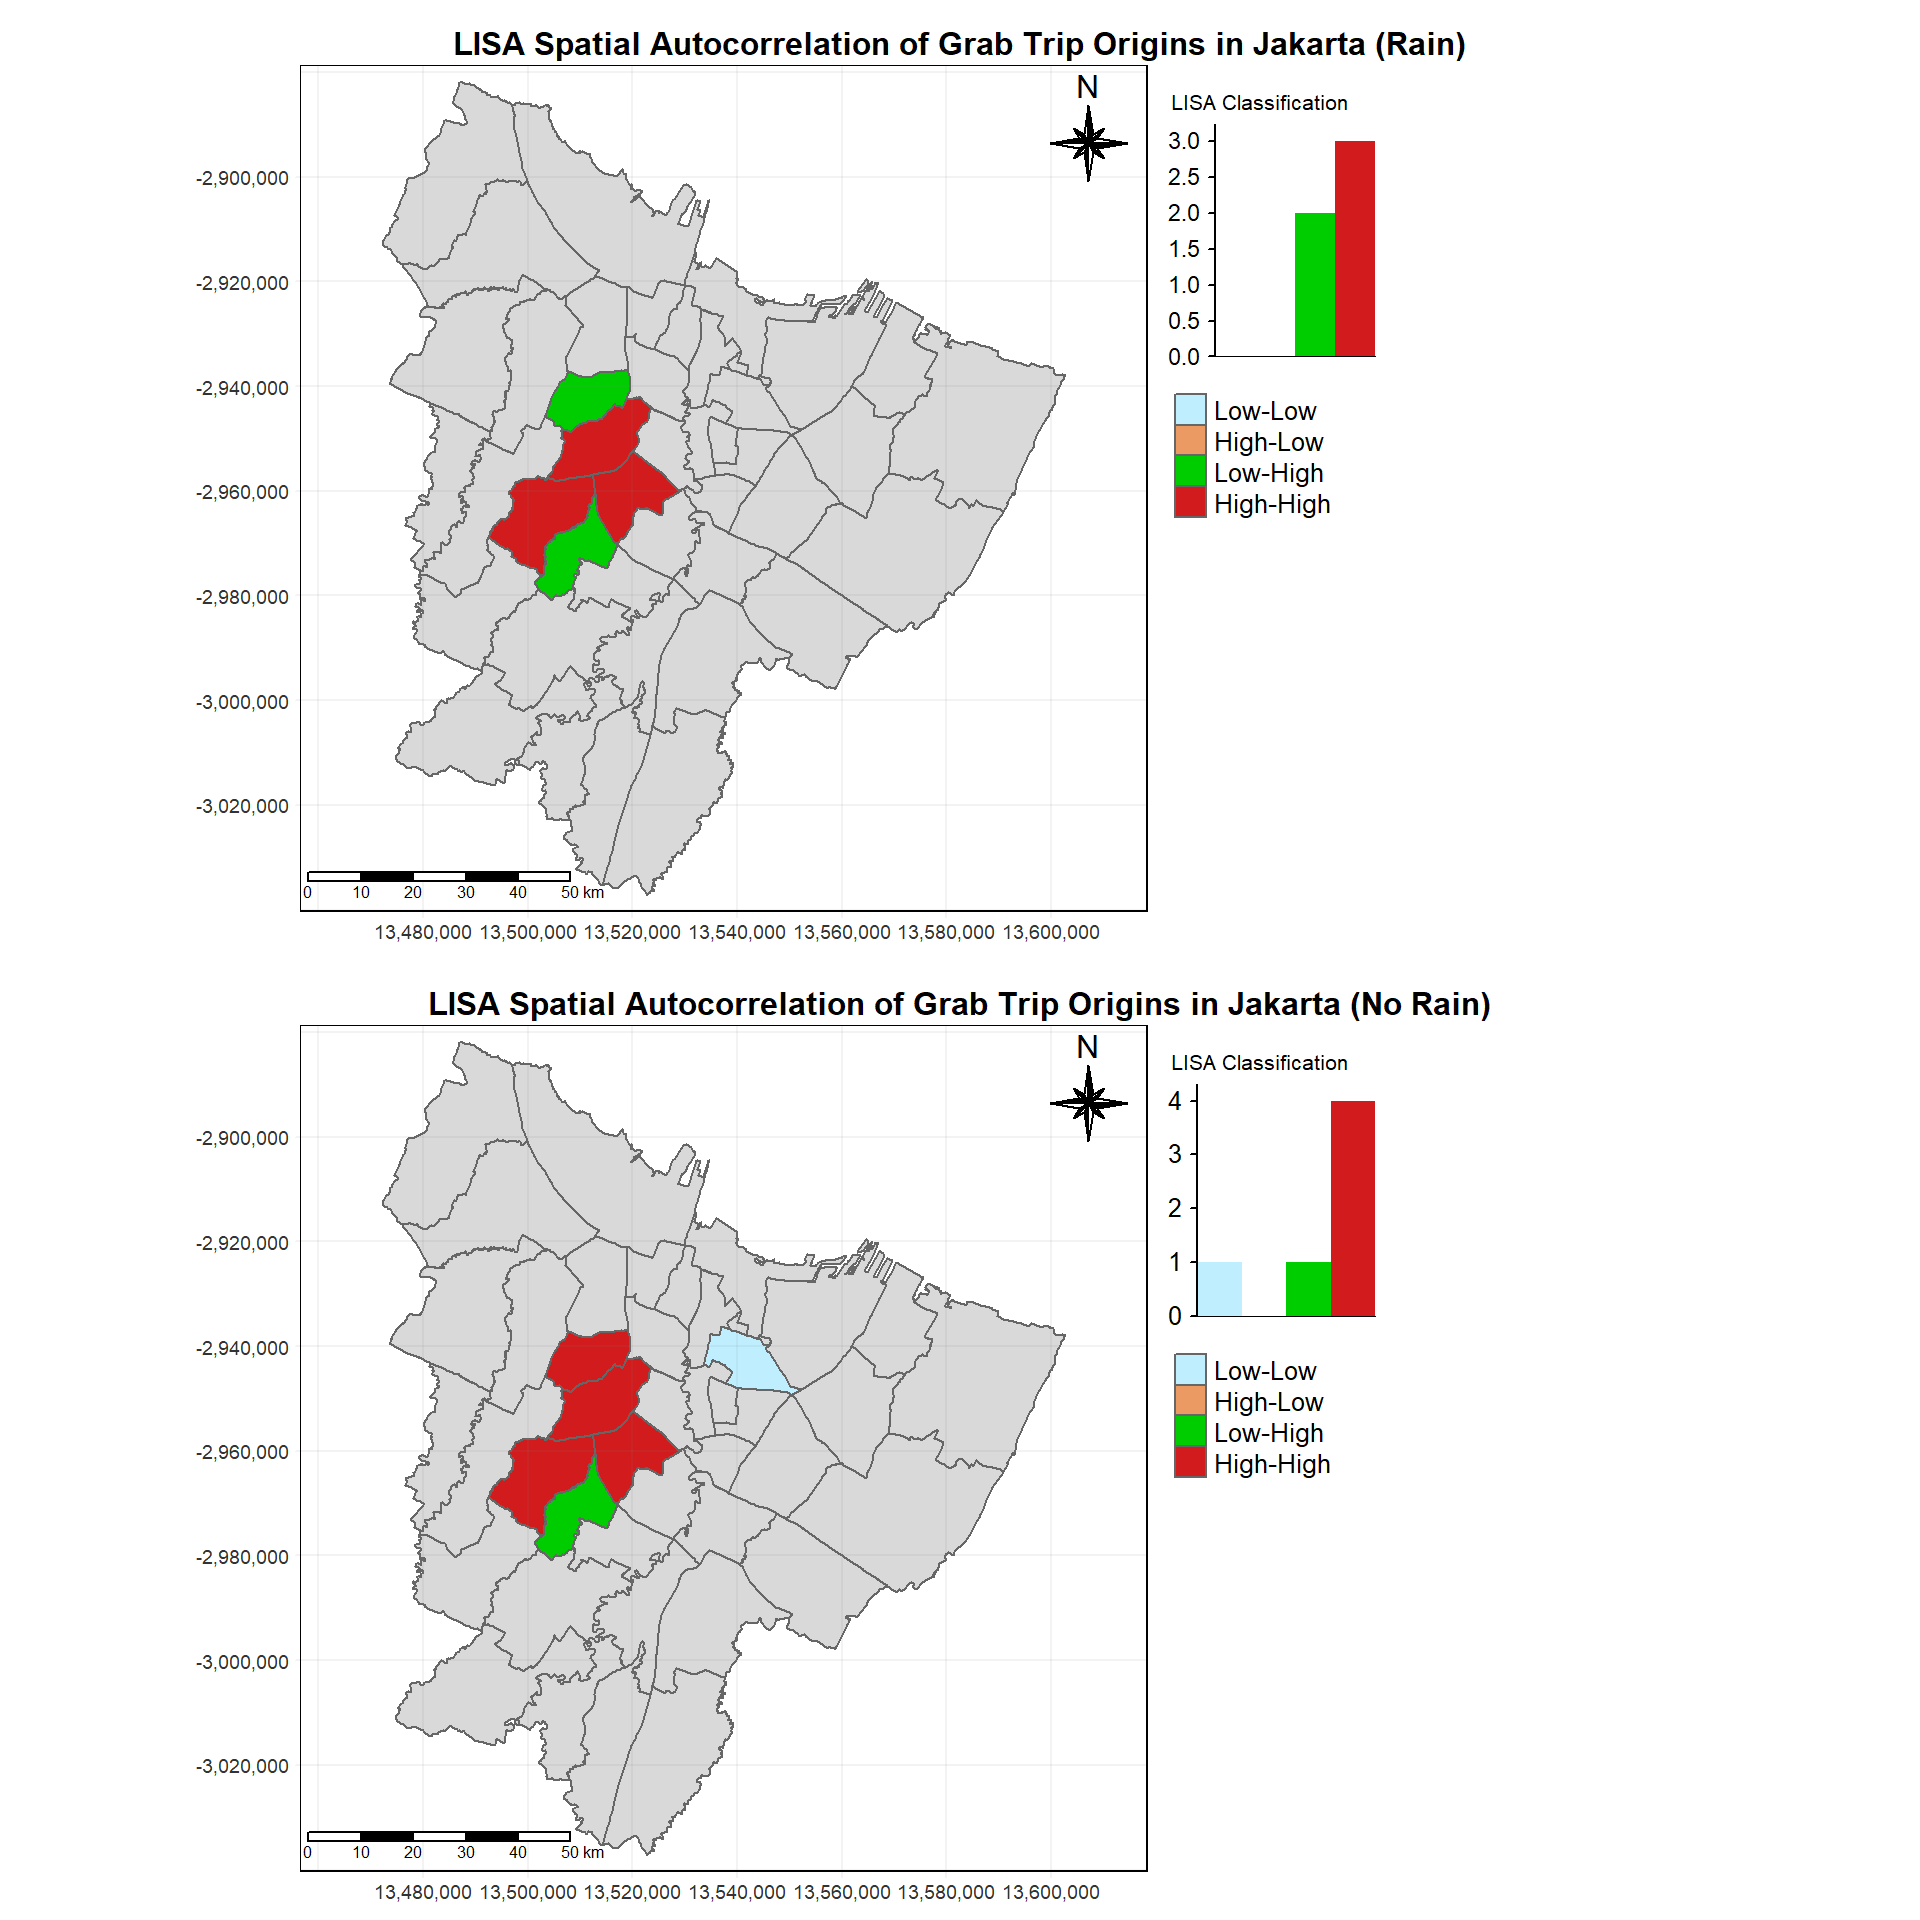 LISA Spatial Autocorrelation of Grab Trip Origins in Jakarta (Rain)
N
LISA Classification
3.0
2.5
2.0
1.5
1.0
0.5
0.0
Low-Low
High-Low
Low-High
High-High
-2,900,000
-2,920,000
-2,940,000
-2,960,000
-2,980,000
-3,000,000
-3,020,000
0 10 20 30 40 50 km
13,480,000 13,500,000 13,520,000 13,540,000 13,560,000 13,580,000 13,600,000
LISA Spatial Autocorrelation of Grab Trip Origins in Jakarta (No Rain)
N
LISA Classification
4
3
2
1
0
Low-Low
High-Low
Low-High
High-High
-2,900,000
-2,920,000
-2,940,000
-2,960,000
-2,980,000
-3,000,000
-3,020,000
0 10 20 30 40 50 km
13,480,000 13,500,000 13,520,000 13,540,000 13,560,000 13,580,000 13,600,000